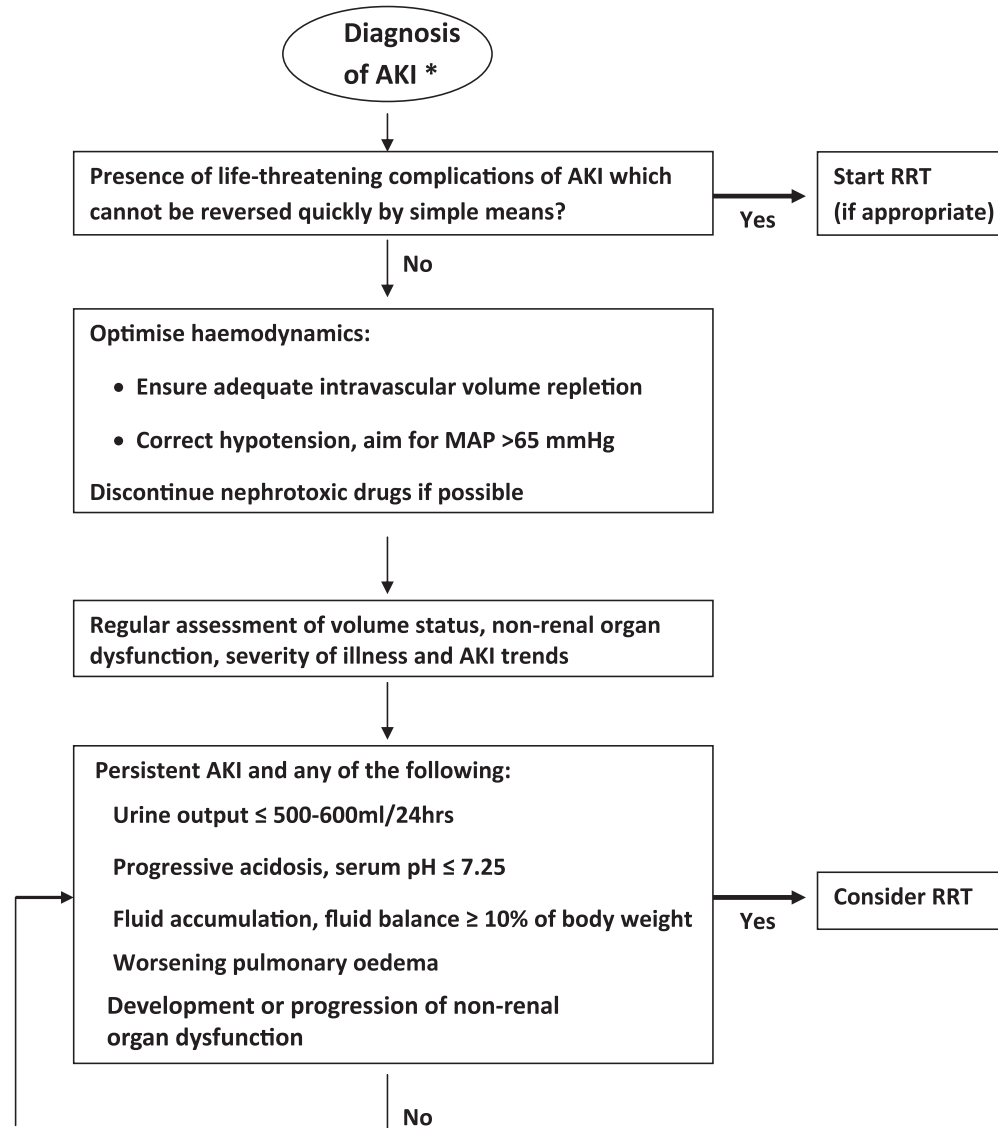 Diagnosis
of AKI *
Presence of life-threatening complications of AKI which
cannot be reversed quickly by simple means?
Yes
Start RRT
(if appropriate)
No
Optimise haemodynamics:
• Ensure adequate intravascular volume repletion
• Correct hypotension, aim for MAP >65 mmHg
Discontinue nephrotoxic drugs if possible
Regular assessment of volume status, non-renal organ
dysfunction, severity of illness and AKI trends
Persistent AKI and any of the following:
Urine output ≤ 500-600ml/24hrs
Progressive acidosis, serum pH ≤ 7.25
Fluid accumulation, fluid balance ≥ 10% of body weight
Worsening pulmonary oedema
Development or progression of non-renal
organ dysfunction
Yes
Consider RRT
No